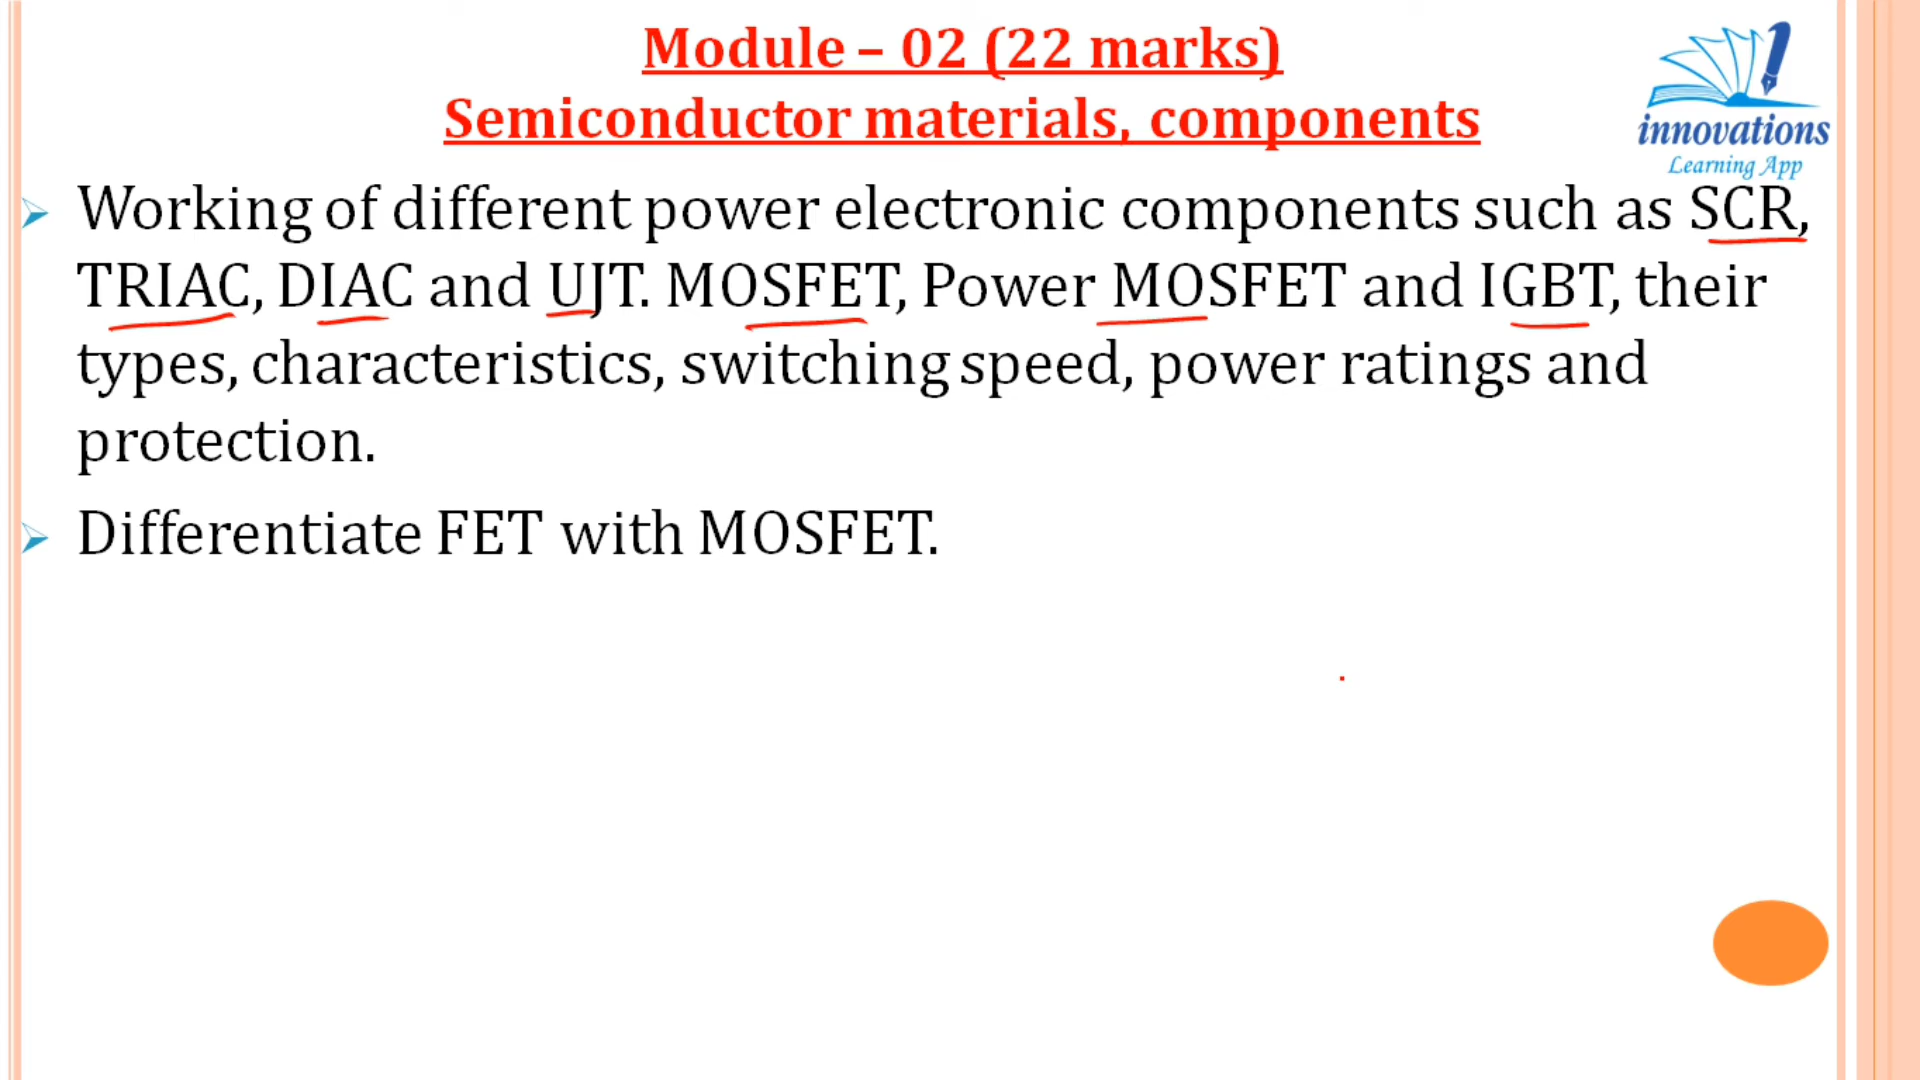 Module – 02 (22 marks)
Semiconductor materials, components
innovations
Learning App
➢ Working of different power electronic components such as SCR,
TRIAC, DIAC and UJT. MOSFET, Power MOSFET and IGBT, their
types, characteristics, switching speed, power ratings and
protection.
➢ Differentiate FET with MOSFET.